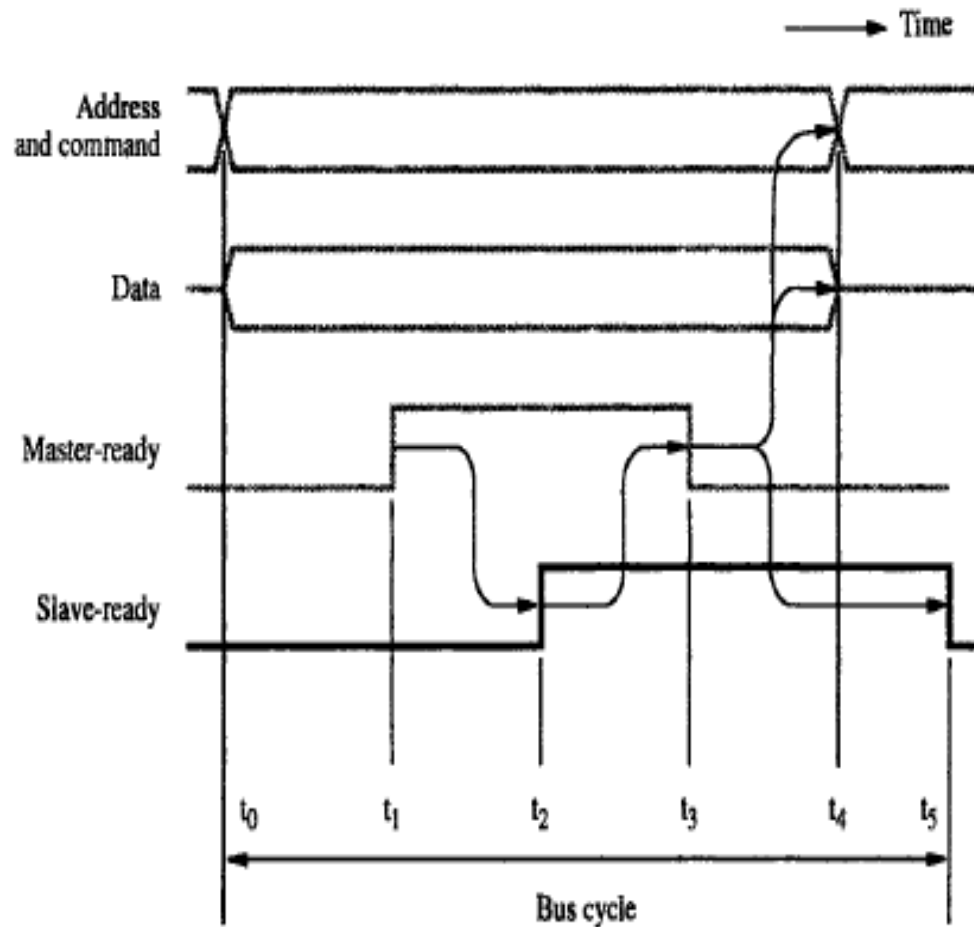 Time
Address
and command
Data
Master-ready
Slave-ready
t0 t1 t2 t3 t4 t5
Bus cycle